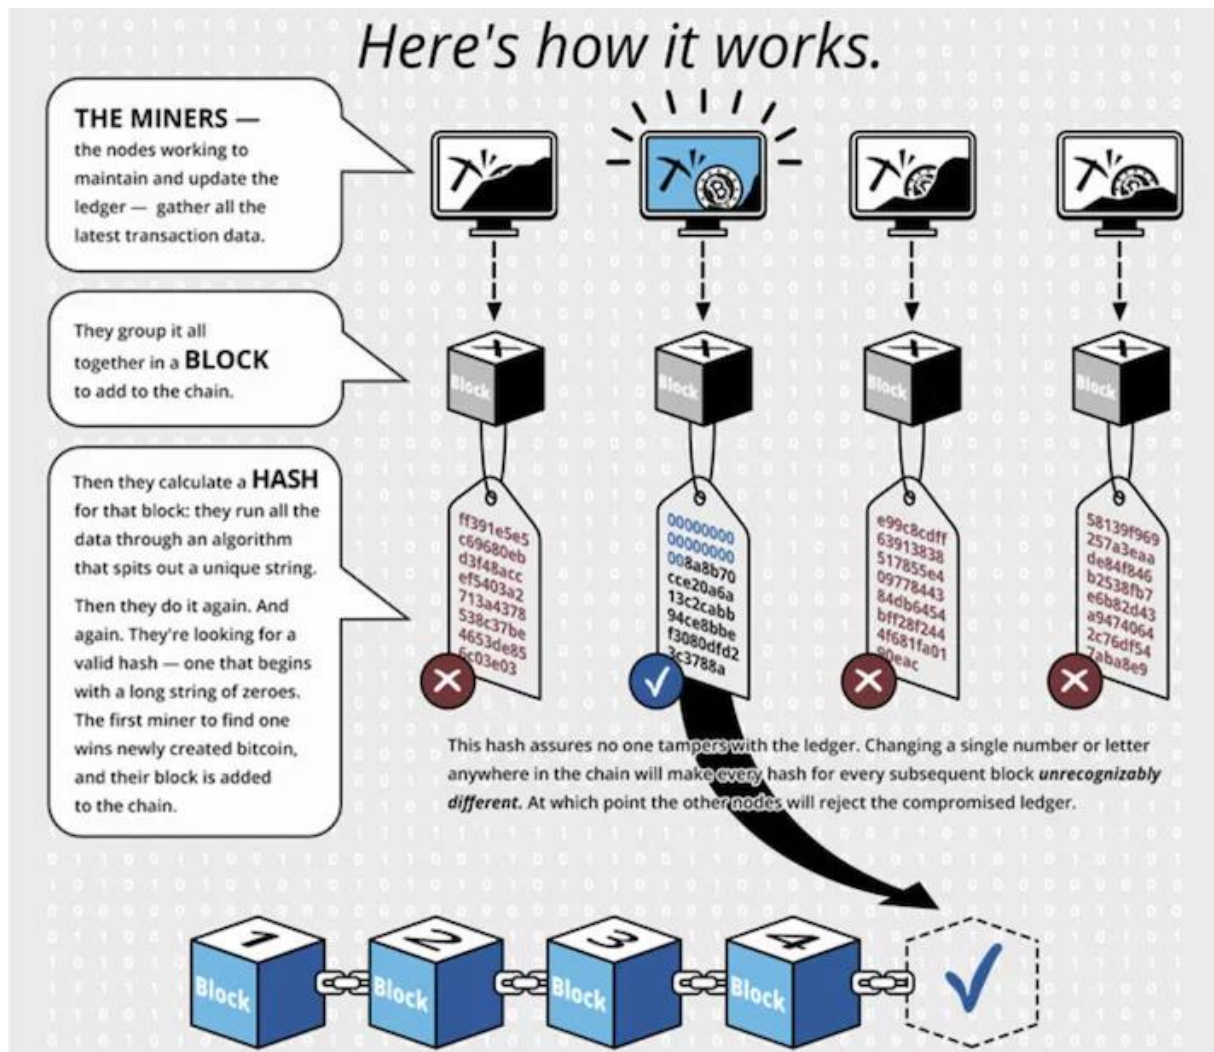 Here's how it works.
THE MINERS —
the nodes working to
maintain and update the
ledger — gather all the
latest transaction data.
They group it all
together in a BLOCK
to add to the chain.
Then they calculate a HASH
for that block: they run all the
data through an algorithm
that spits out a unique string.
Then they do it again. And
again. They're looking for a
valid hash — one that begins
with a long string of zeroes.
The first miner to find one
wins newly created bitcoin,
and their block is added
to the chain.
X
Block
X
Block
X
Block
X
Block
ff391e5e5
c69680eb
d3f48acc
ef5403a2
713a4378
538c37be
4653de85
6c03e03
00000000
00000000
008a8b70
cce20a6a
13c2cabb
94ce8bbe
f3080dfd2
3c3788a
e99c8cdff
63913838
517855e4
09778443
84db6454
bff28f244
4f681fa01
90eac
58139f969
257a3eaa
de84f846
b2538fb7
e6b82d43
a9474064
2c76df54
7aba8e9
This hash assures no one tampers with the ledger. Changing a single number or letter
anywhere in the chain will make every hash for every subsequent block unrecognizably
different. At which point the other nodes will reject the compromised ledger.
1
Block
2
Block
3
Block
4
Block